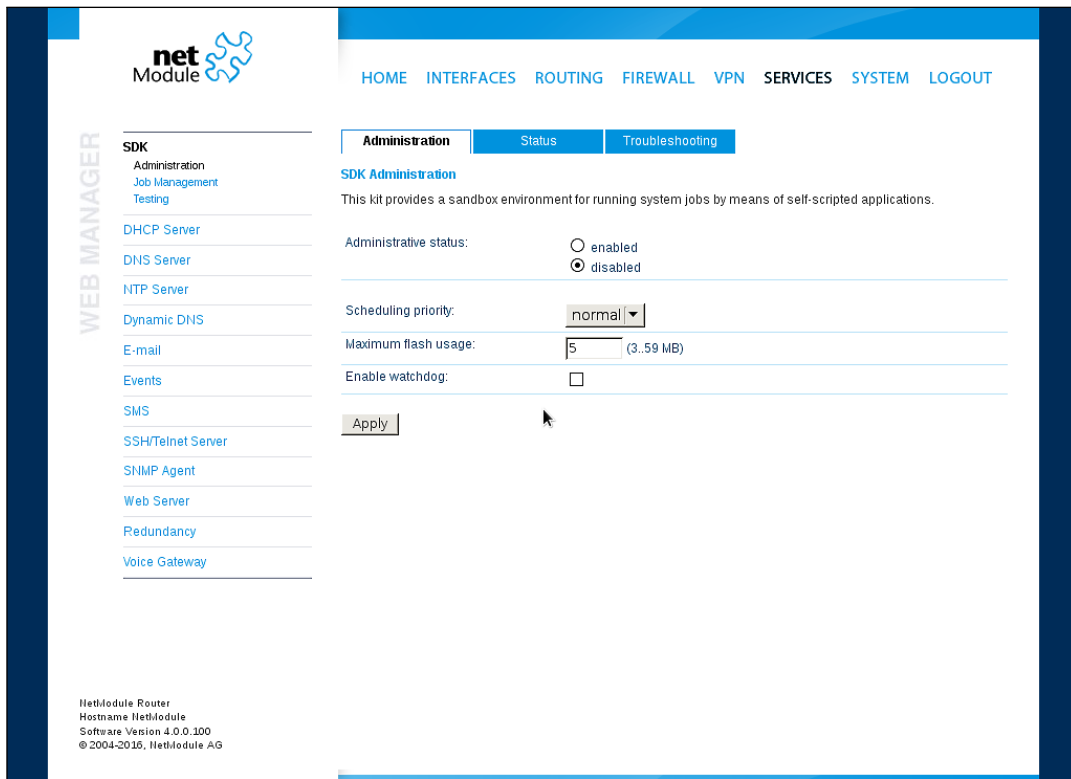 net
Module
HOME INTERFACES ROUTING FIREWALL VPN SERVICES SYSTEM LOGOUT
WEB MANAGER
SDK
Administration
Job Management
Testing
DHCP Server
DNS Server
NTP Server
Dynamic DNS
E-mail
Events
SMS
SSH/Telnet Server
SNMP Agent
Web Server
Redundancy
Voice Gateway
Administration Status Troubleshooting
SDK Administration
This kit provides a sandbox environment for running system jobs by means of self-scripted applications.
Administrative status:
enabled
disabled
Scheduling priority: normal
Maximum flash usage: 5 (3..59 MB)
Enable watchdog:
Apply
NetModule Router
Hostname NetModule
Software Version 4.0.0.100
© 2004-2016, NetModule AG